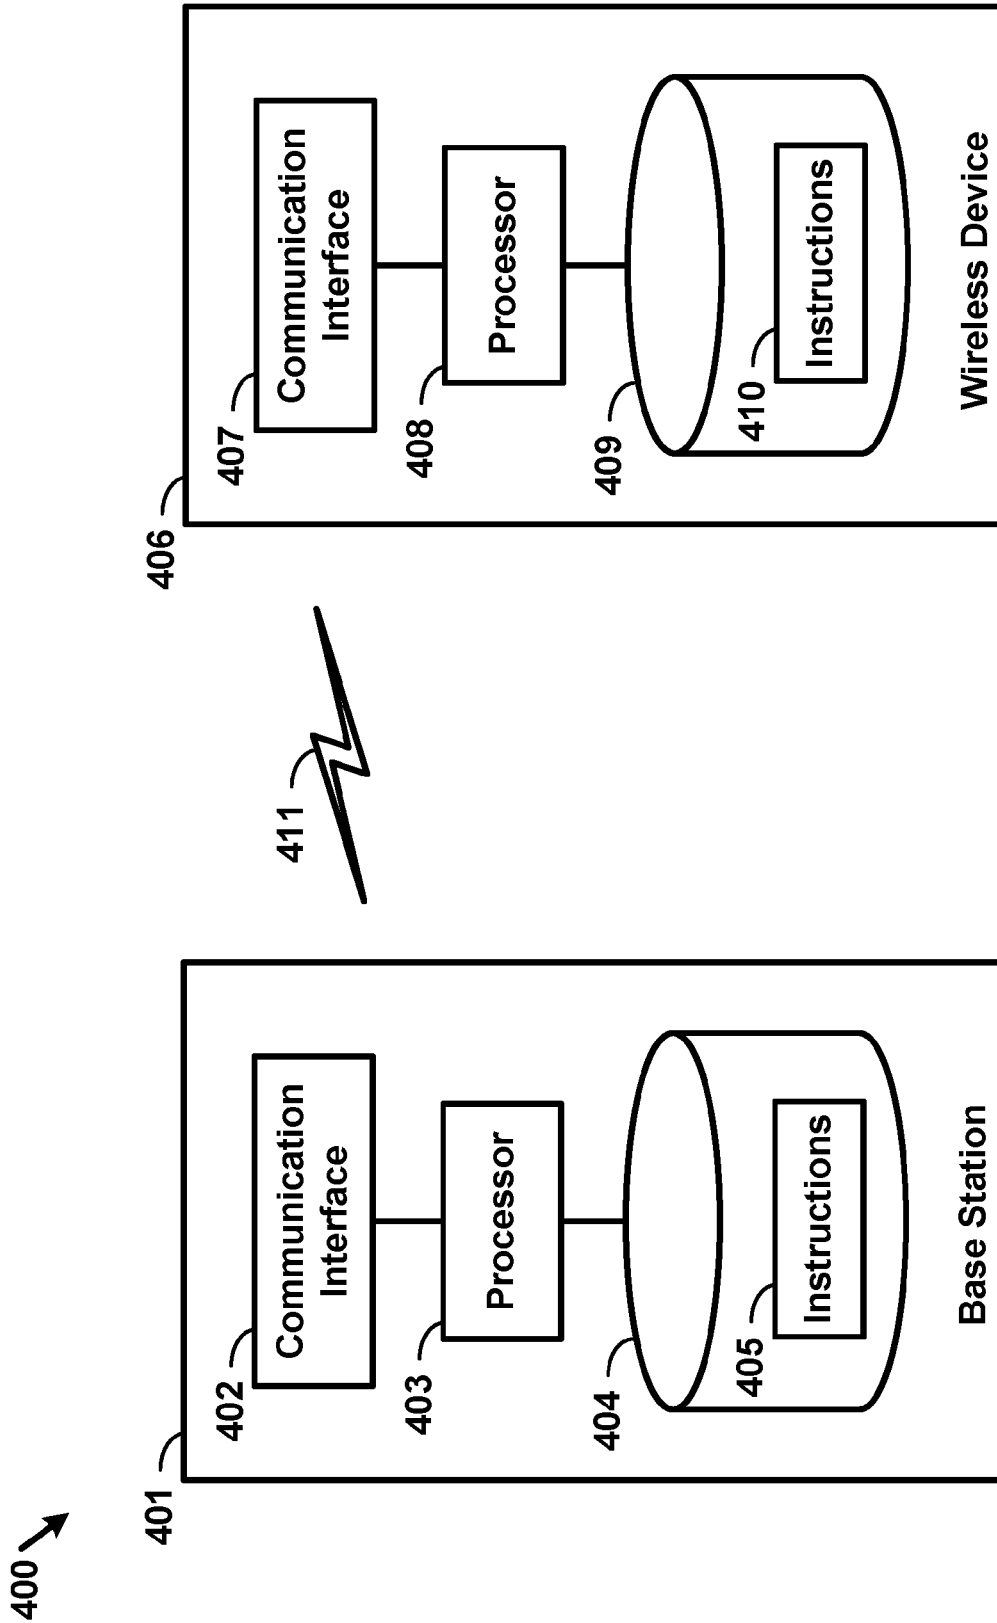 400
401
402
Communication
Interface
403
Processor
404
405
Instructions
Base Station
411
406
407
Communication
Interface
408
Processor
409
410
Instructions
Wireless Device